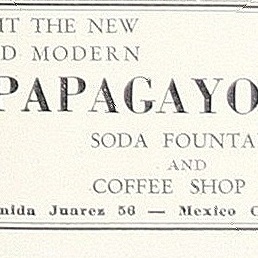 IT THE NEW
D MODERN
PAPAGAYO
SODA FOUNTA
AND
COFFEE SHOP
nida Juarez 56 — Mexico C